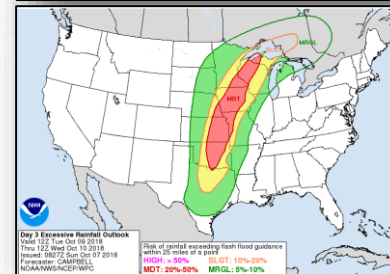 SLGT
MRGL
MDT
NOAA
Day 3 Excessive Rainfall Outlook
Valid 12Z Tue Oct 09 2018
Thru 12Z Wed Oct 10 2018
Issued: 0827Z Sun Oct 07 2018
Forecaster: CAMPBELL
NOAA/NWS/NCEP/WPC
Risk of rainfall exceeding flash flood guidance
within 25 miles of a point
HIGH: > 50% SLGT: 10%-20%
MDT: 20%-50% MRGL: 5%-10%